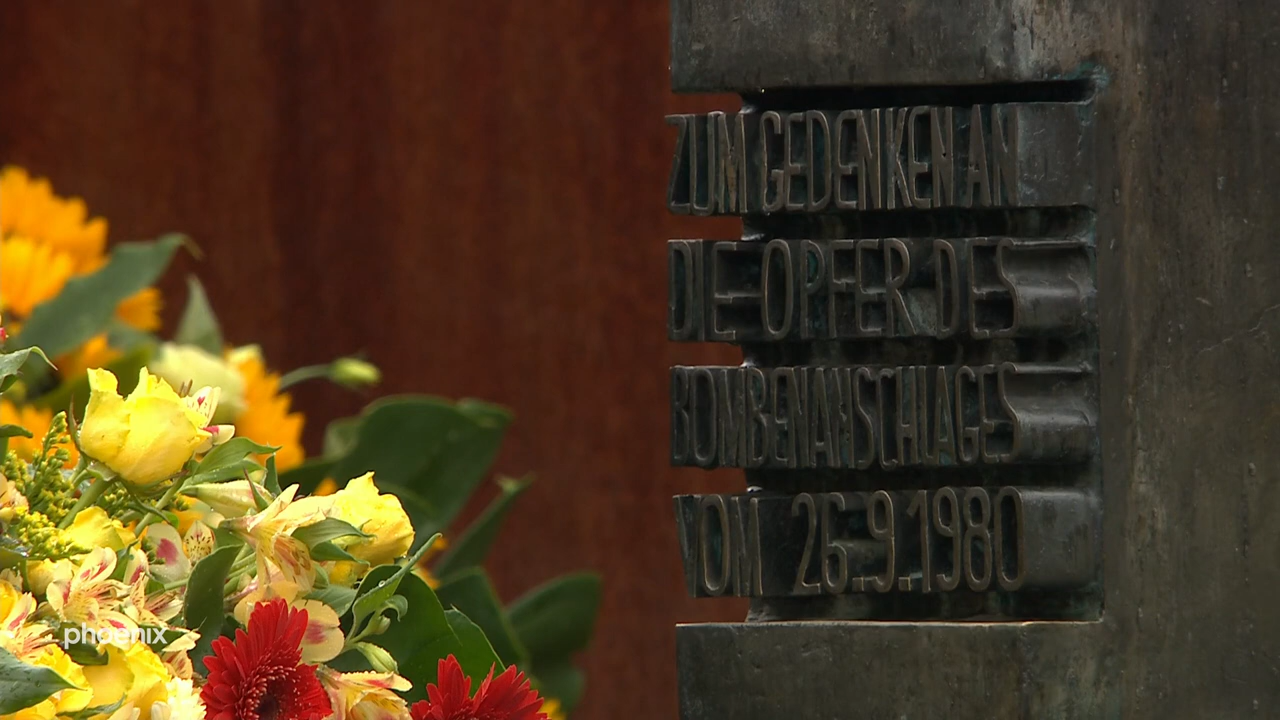 ZUM GEDENKEN AN
DIE OPFER DES
BOMBENANSCHLAGES
VOM 26.9.1980
phoenix